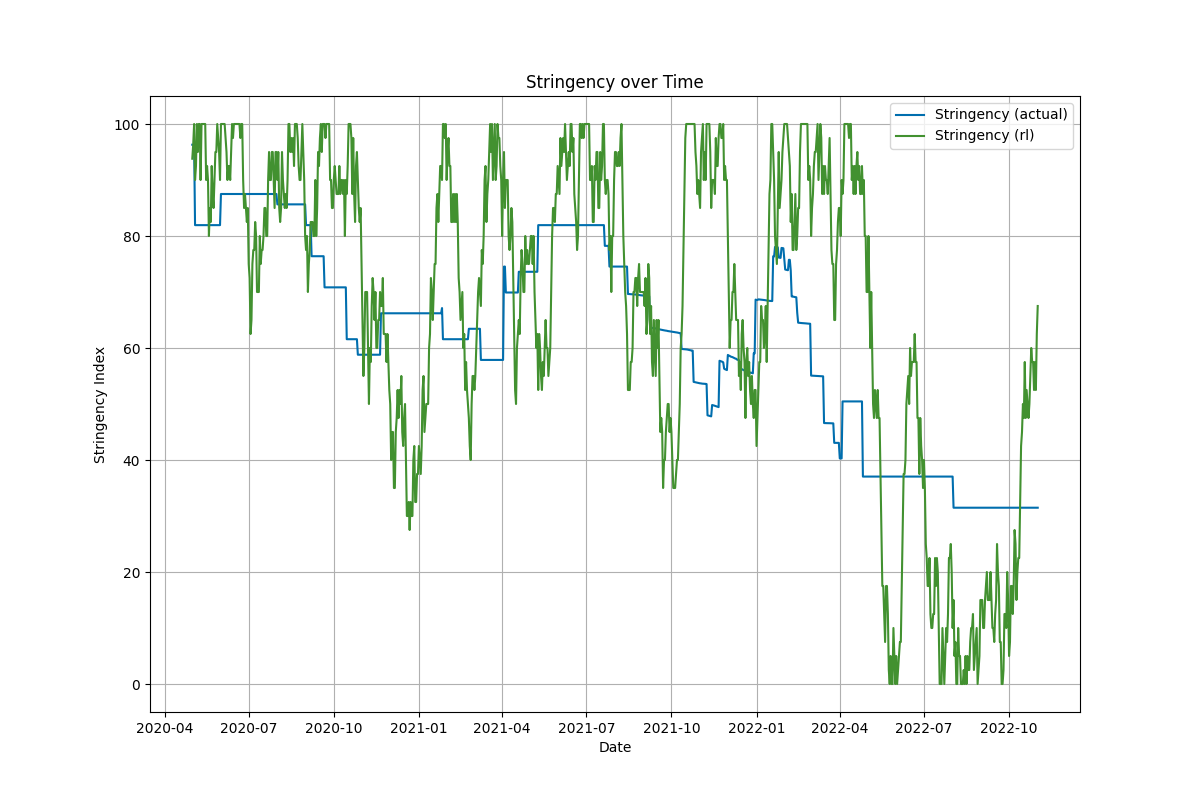 Stringency over Time
Stringency (actual)
Stringency (rl)
Stringency Index
100
80
60
40
20
0
2020-04 2020-07 2020-10 2021-01 2021-04 2021-07 2021-10 2022-01 2022-04 2022-07 2022-10
Date